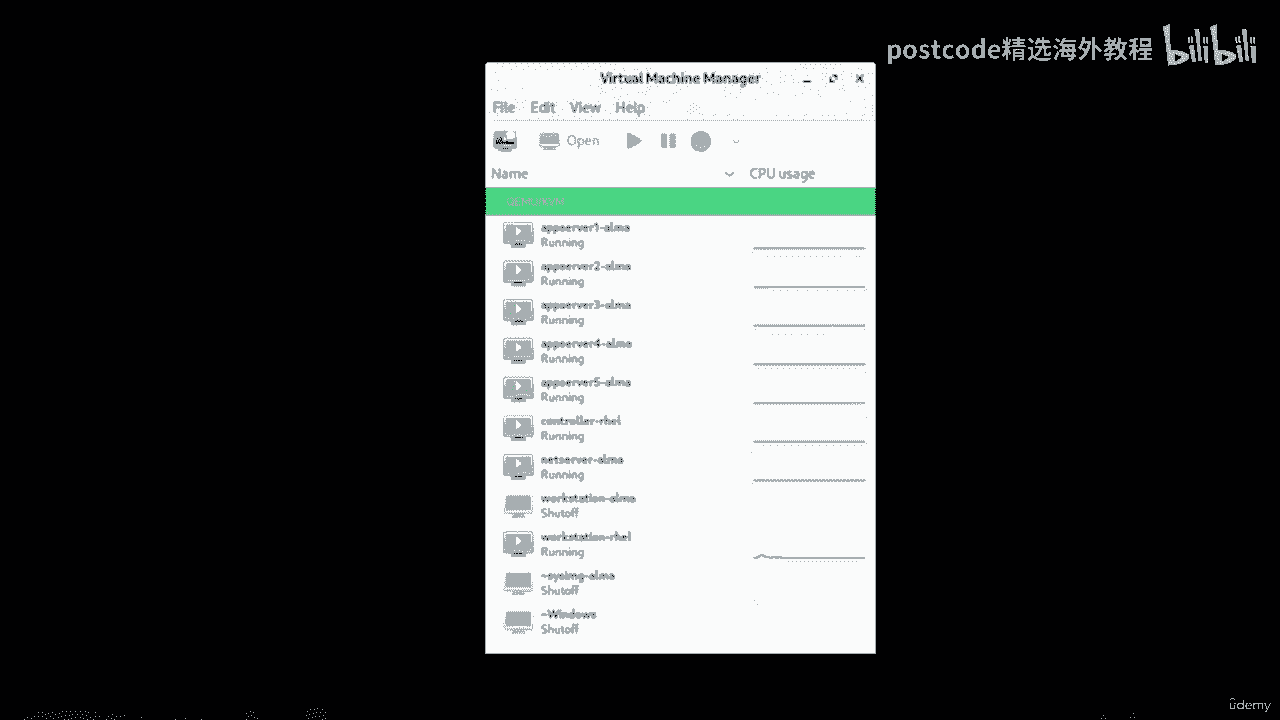 postcode精选海外教程 bilibili
Virtual Machine Manager
File Edit View Help
Open
Name CPU usage
QEMU/KVM
appserver1-alma
Running
appserver2-alma
Running
appserver3-alma
Running
appserver4-alma
Running
appserver5-alma
Running
controller-rhel
Running
netserver-alma
Running
workstation-alma
Shutoff
workstation-rhel
Running
~sysimg-alma
Shutoff
~Windows
Shutoff
ûdemy